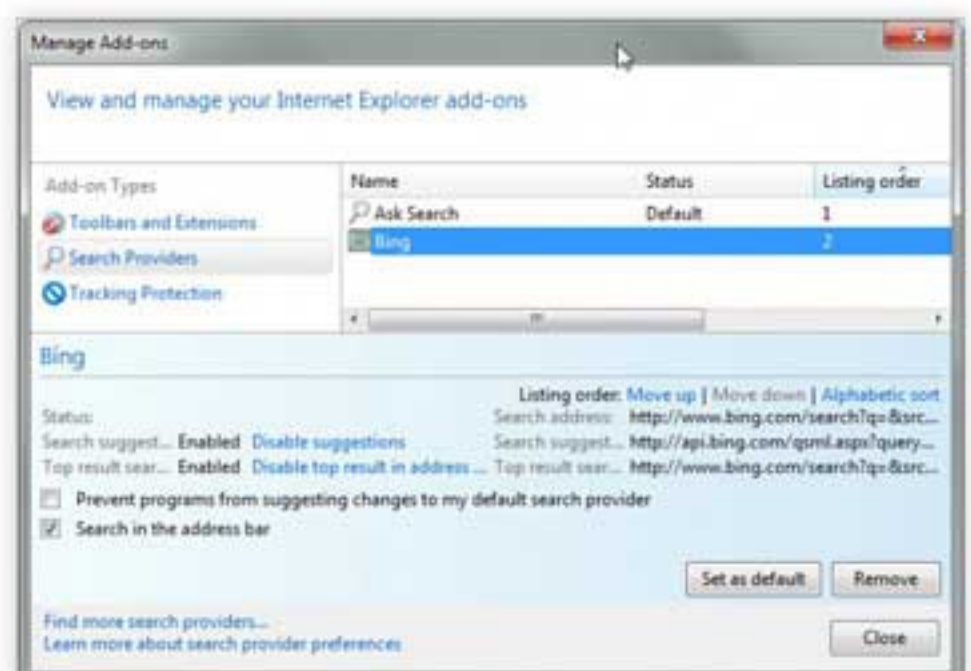 Manage Add-ons
View and manage your Internet Explorer add-ons
Add-on Types
Toolbars and Extensions
Search Providers
Tracking Protection
Name Status Listing order
Ask Search Default 1
Bing 2
Bing
Listing order: Move up | Move down | Alphabetic sort
Status:
Search address: http://www.bing.com/search?q=&src...
Search suggest... Enabled Disable suggestions
Search suggest... http://api.bing.com/qsml.aspx?query...
Top result sear... Enabled Disable top result in address ...
Top result sear... http://www.bing.com/search?q=&src...
Prevent programs from suggesting changes to my default search provider
Search in the address bar
Set as default Remove
Find more search providers...
Learn more about search provider preferences
Close